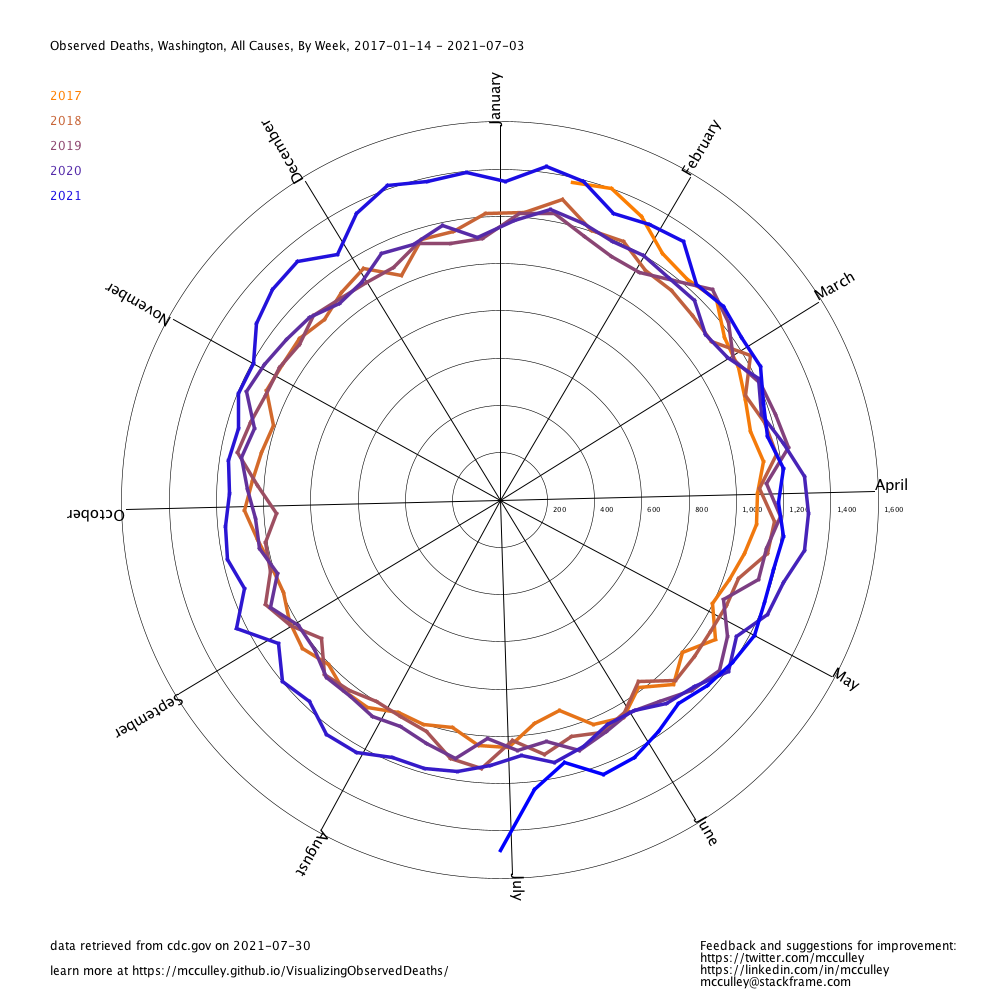 Observed Deaths, Washington, All Causes, By Week, 2017-01-14 - 2021-07-03
2017
2018
2019
2020
2021
January
February
March
April
May
June
July
August
September
October
November
December
200
400
600
800
1,000
1,200
1,400
1,600
data retrieved from cdc.gov on 2021-07-30
learn more at https://mcculley.github.io/VisualizingObservedDeaths/
Feedback and suggestions for improvement:
https://twitter.com/mcculley
https://linkedin.com/in/mcculley
mcculley@stackframe.com